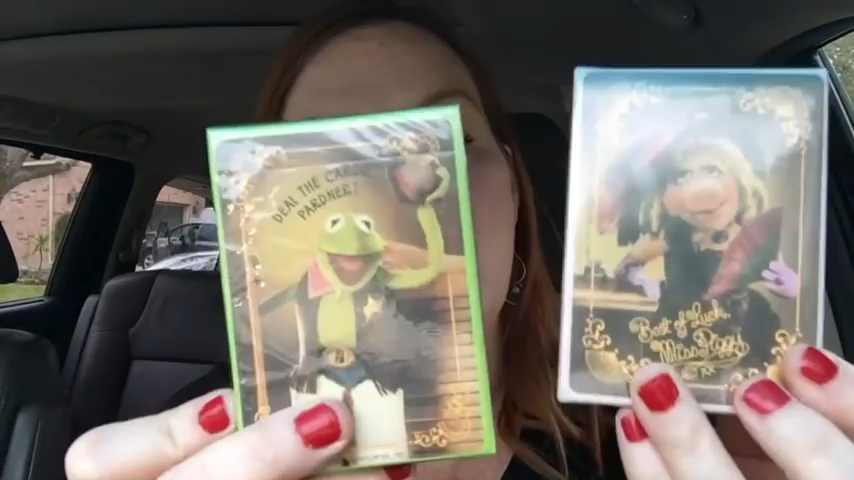 DEAL THE CARDS
PARDNER!
Best of Luck
Miss Piggy